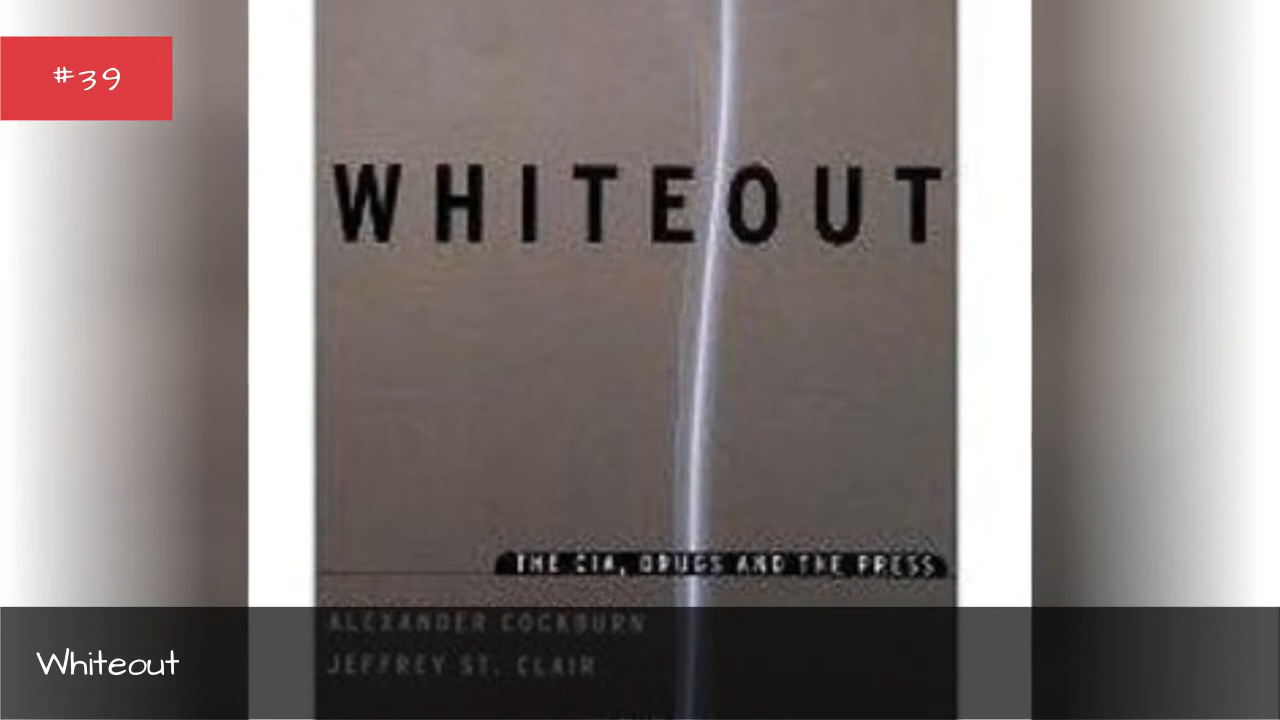 #39
WHITEOUT
THE CIA, DRUGS AND THE PRESS
ALEXANDER COCKBURN
JEFFREY ST. CLAIR
Whiteout